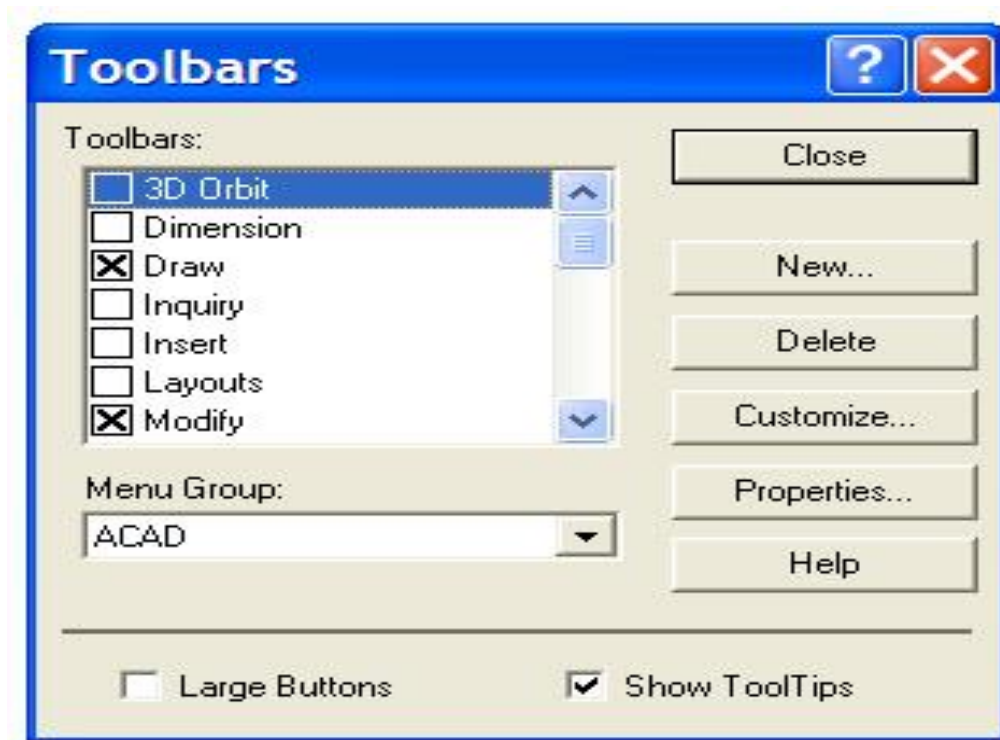 Toolbars
Toolbars:
3D Orbit
Dimension
Draw
Inquiry
Insert
Layouts
Modify
Menu Group:
ACAD
Close
New...
Delete
Customize...
Properties...
Help
Large Buttons
Show ToolTips